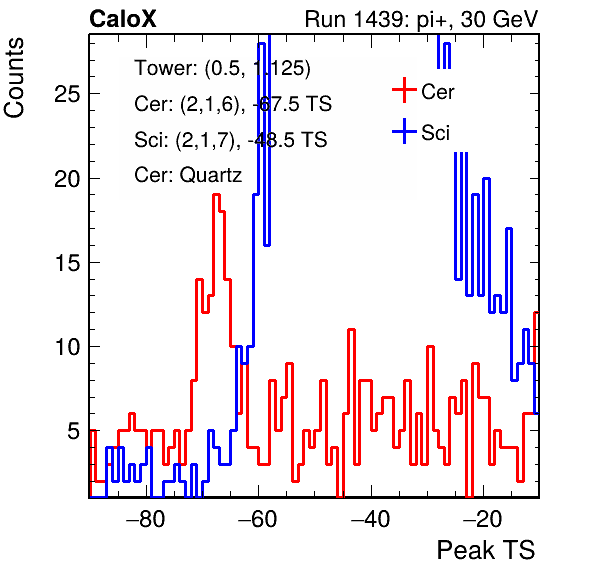 CaloX Run 1439: pi+, 30 GeV
Counts
Tower: (0.5, 1.125)
Cer: (2,1,6), -67.5 TS
Sci: (2,1,7), -48.5 TS
Cer: Quartz
Cer
Sci
25
20
15
10
5
−80 −60 −40 −20
Peak TS